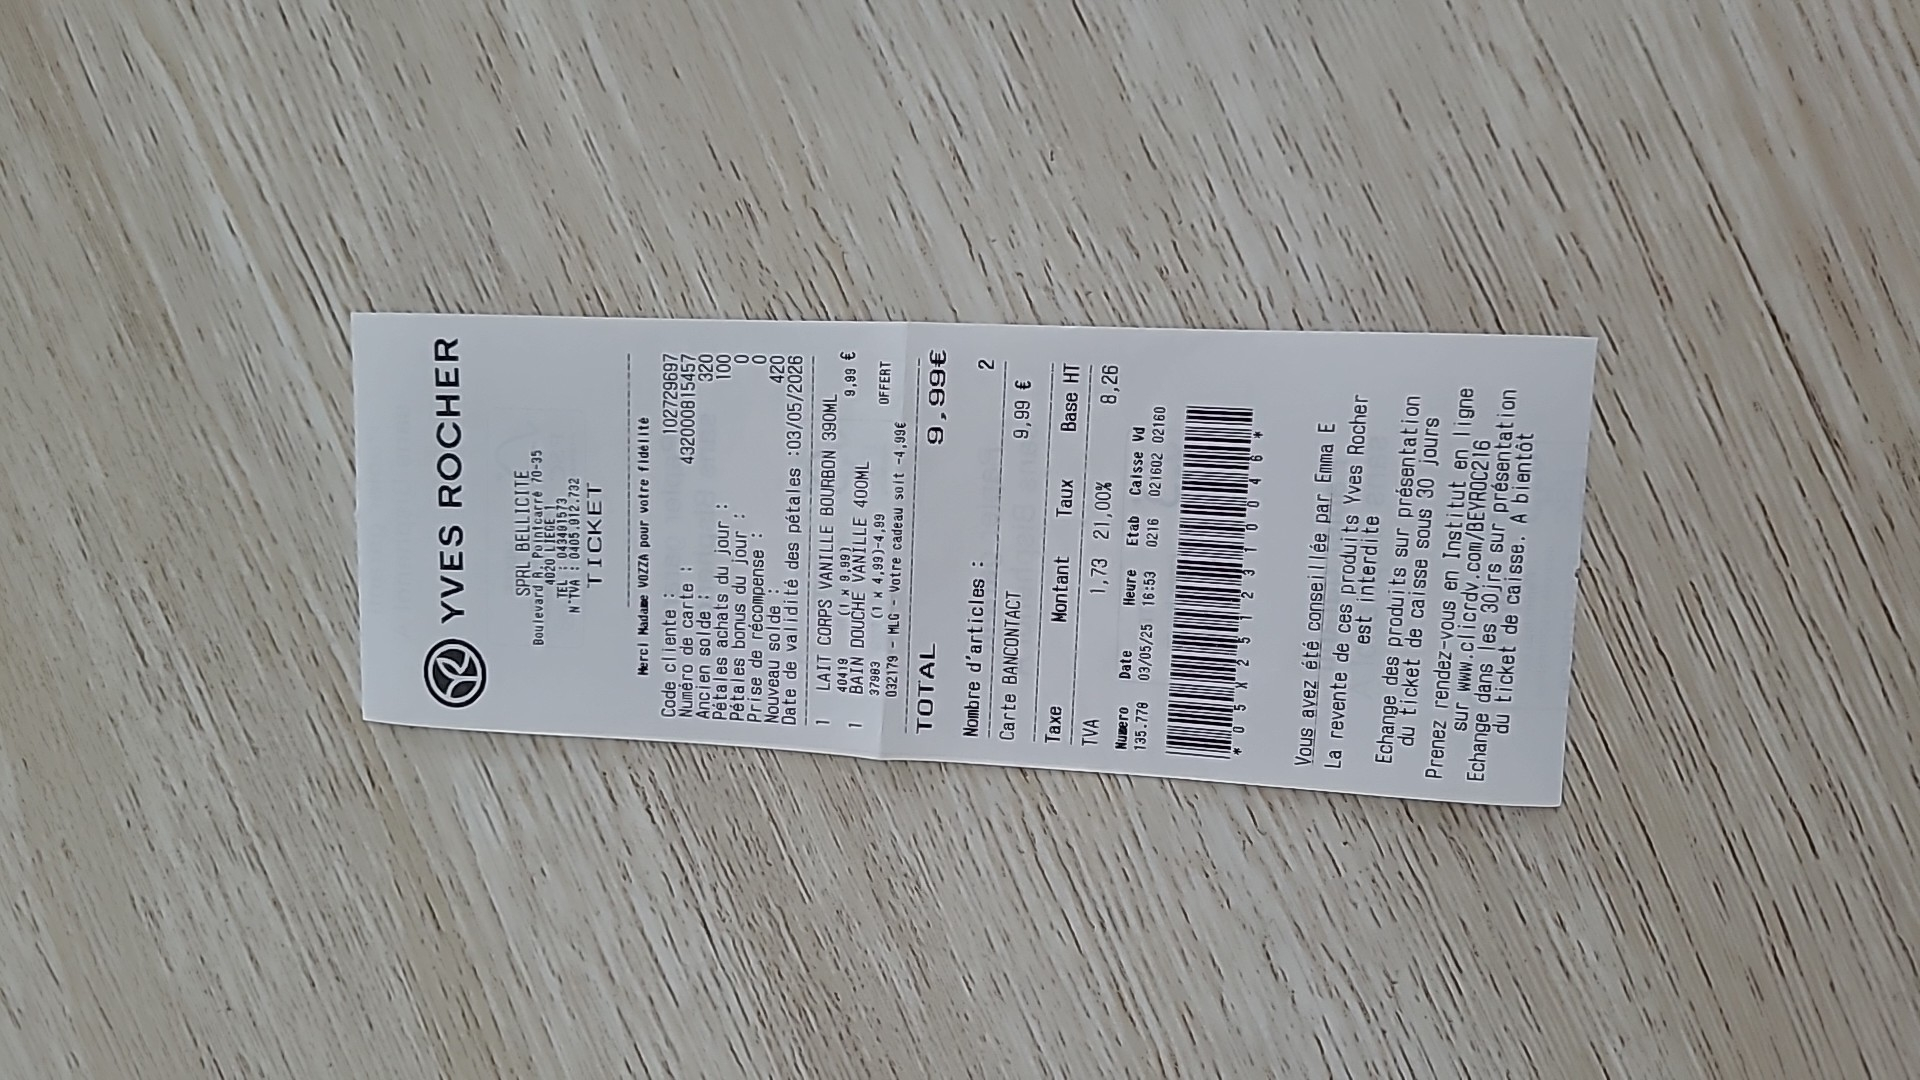 YVES ROCHER
SPRL BELLICITE
Boulevard R. Pointcarré 70-35
4020 LIEGE 1
TEL : 043491573
N°TVA : 0405.912.732
TICKET
Merci Madame VOZZA pour votre fidélité
Code cliente : 102729697
Numéro de carte : 4320000815457
Ancien solde : 320
Pétales achats du jour : 100
Pétales bonus du jour : 0
Prise de récompense : 0
Nouveau solde : 420
Date de validité des pétales :03/05/2026
1 LAIT CORPS VANILLE BOURBON 390ML
40419 (1 x 9,99) 9,99 €
1 BAIN DOUCHE VANILLE 400ML
37983 (1 x 4,99)-4,99 OFFERT
032179 - MLG - Votre cadeau soit -4,99€
TOTAL 9,99€
Nombre d'articles : 2
Carte BANCONTACT 9,99 €
Taxe Montant Taux Base HT
TVA 1,73 21,00% 8,26
Numero Date Heure Etab Caisse Vd
135.778 03/05/25 16:53 0216 021602 02160
*05X2512310046*
Vous avez été conseillée par Emma E
La revente de ces produits Yves Rocher
est interdite
Echange des produits sur présentation
du ticket de caisse sous 30 jours
Prenez rendez-vous en Institut en ligne
sur www.clicrdv.com/BEYROC216
Echange dans les 30jrs sur présentation
du ticket de caisse. A bientôt